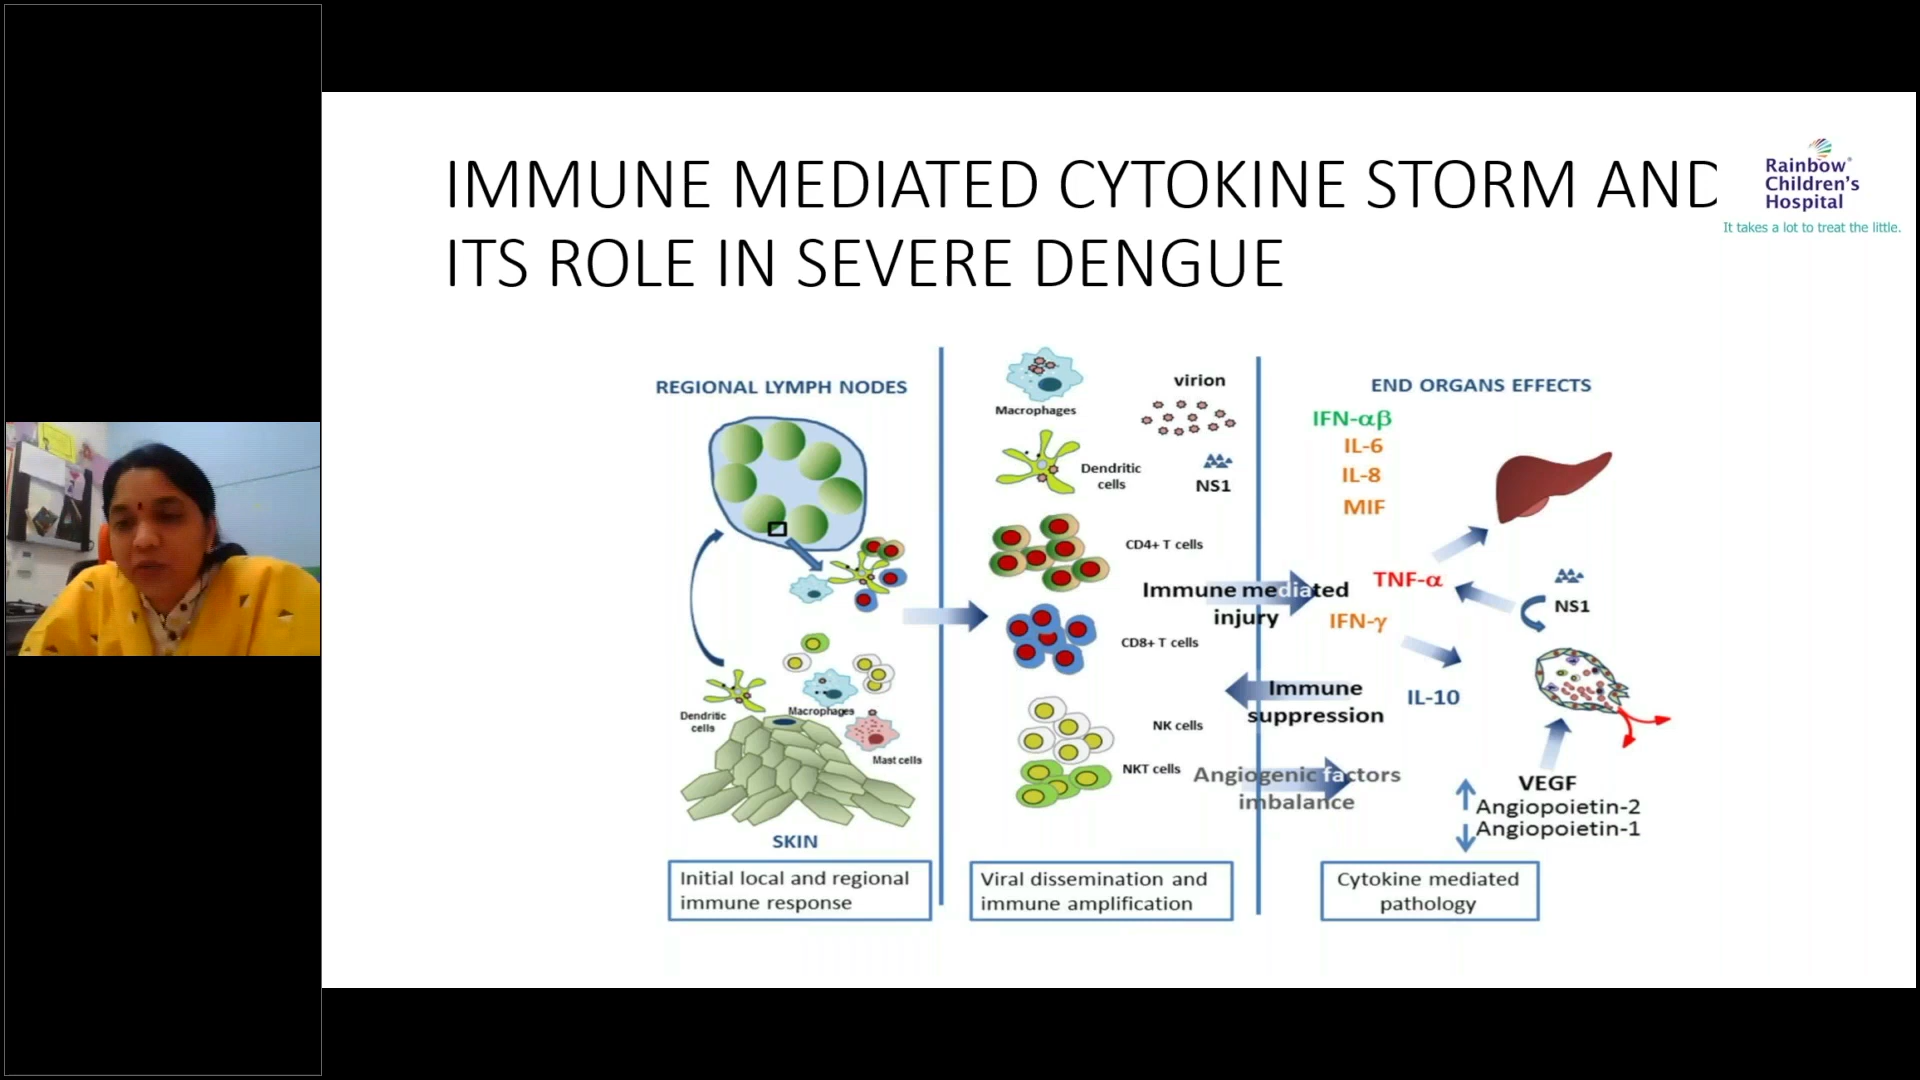 IMMUNE MEDIATED CYTOKINE STORM AND
ITS ROLE IN SEVERE DENGUE
Rainbow®
Children's
Hospital
It takes a lot to treat the little.
REGIONAL LYMPH NODES
Dendritic
cells
Macrophages
Mast cells
SKIN
Initial local and regional
immune response
Macrophages
virion
Dendritic
cells
NS1
CD4+ T cells
Immune mediated
injury
CD8+ T cells
Immune
suppression
NK cells
NKT cells
Angiogenic factors
imbalance
Viral dissemination and
immune amplification
END ORGANS EFFECTS
IFN-αβ
IL-6
IL-8
MIF
TNF-α
NS1
IFN-γ
IL-10
VEGF
Angiopoietin-2
Angiopoietin-1
Cytokine mediated
pathology